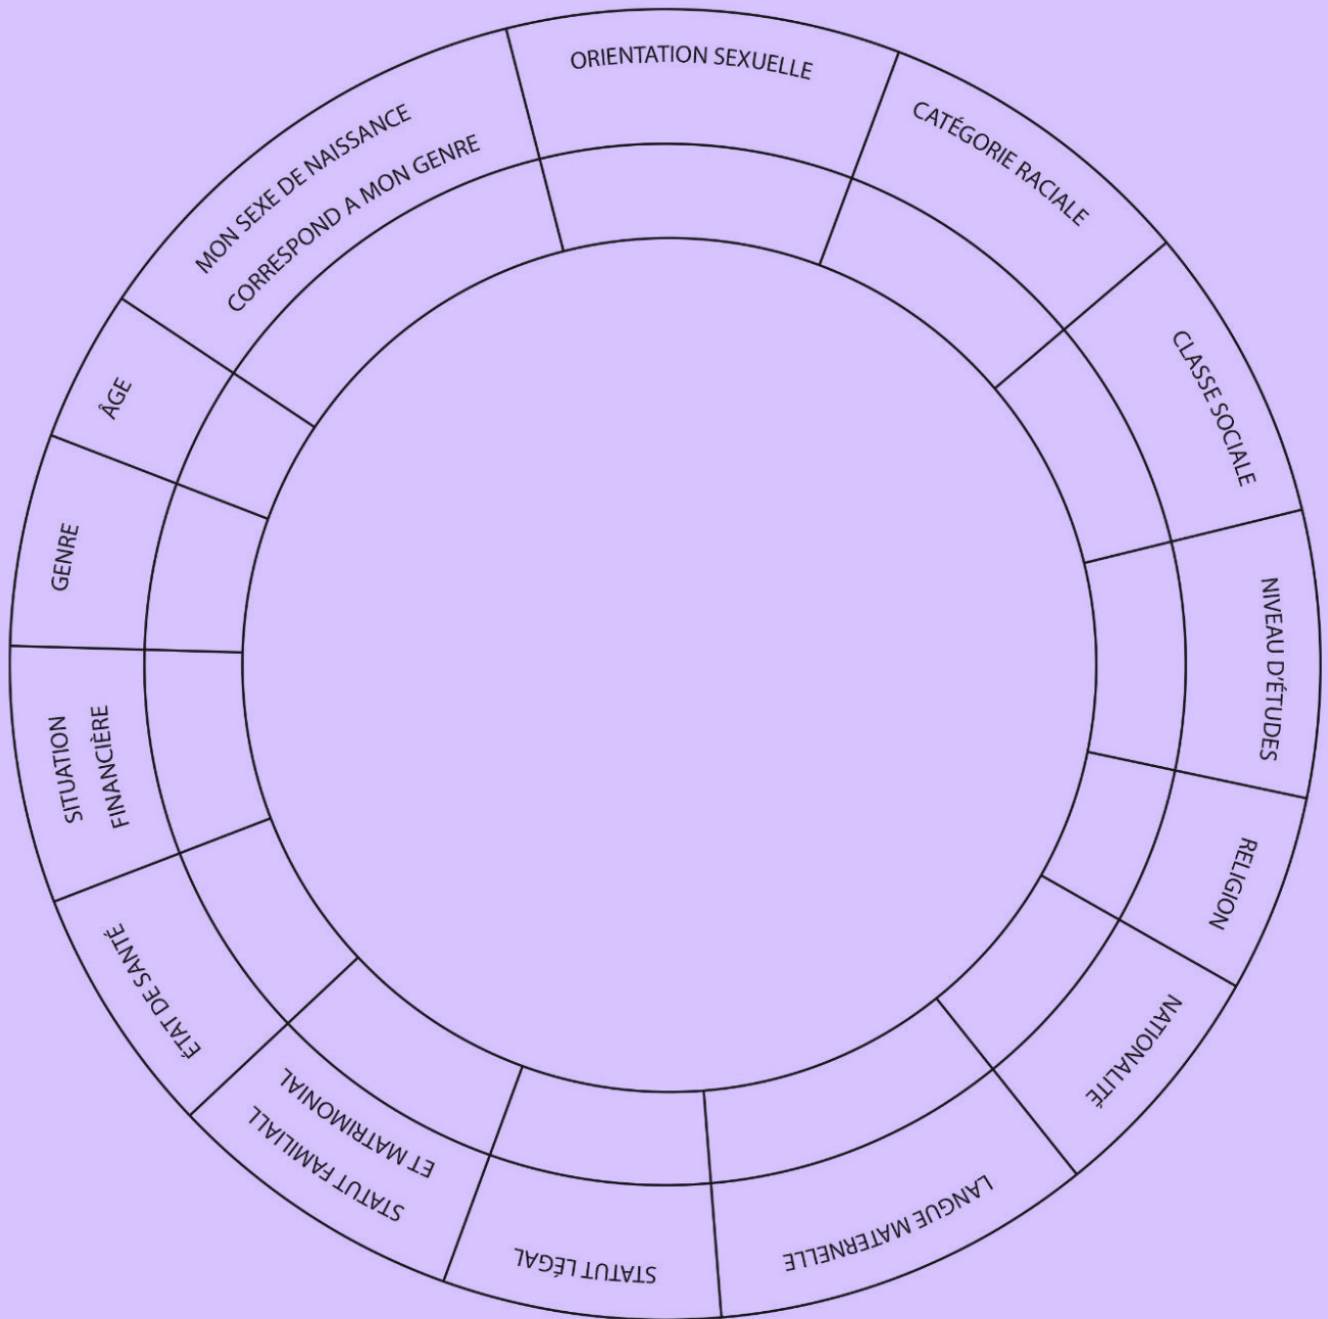 ORIENTATION SEXUELLE
CATÉGORIE RACIALE
CLASSE SOCIALE
NIVEAU D'ÉTUDES
RELIGION
NATIONALITÉ
LANGUE MATERNELLE
STATUT LÉGAL
STATUT FAMILIALL
ET MATRIMONIAL
ÉTAT DE SANTÉ
SITUATION
FINANCIÈRE
GENRE
ÂGE
MON SEXE DE NAISSANCE
CORRESPOND A MON GENRE